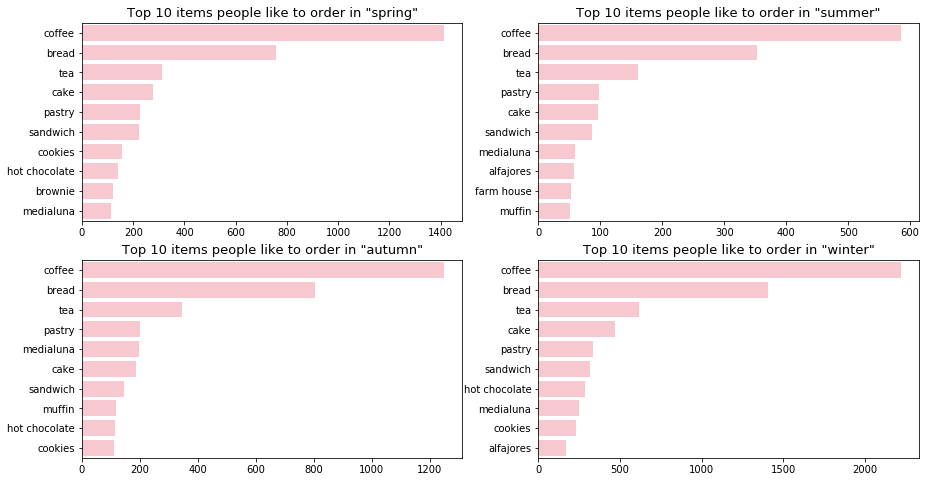 Top 10 items people like to order in "spring"
coffee
bread
tea
cake
pastry
sandwich
cookies
hot chocolate
brownie
medialuna
0 200 400 600 800 1000 1200 1400
Top 10 items people like to order in "summer"
coffee
bread
tea
pastry
cake
sandwich
medialuna
alfajores
farm house
muffin
0 100 200 300 400 500 600
Top 10 items people like to order in "autumn"
coffee
bread
tea
pastry
medialuna
cake
sandwich
muffin
hot chocolate
cookies
0 200 400 600 800 1000 1200
Top 10 items people like to order in "winter"
coffee
bread
tea
cake
pastry
sandwich
hot chocolate
medialuna
cookies
alfajores
0 500 1000 1500 2000